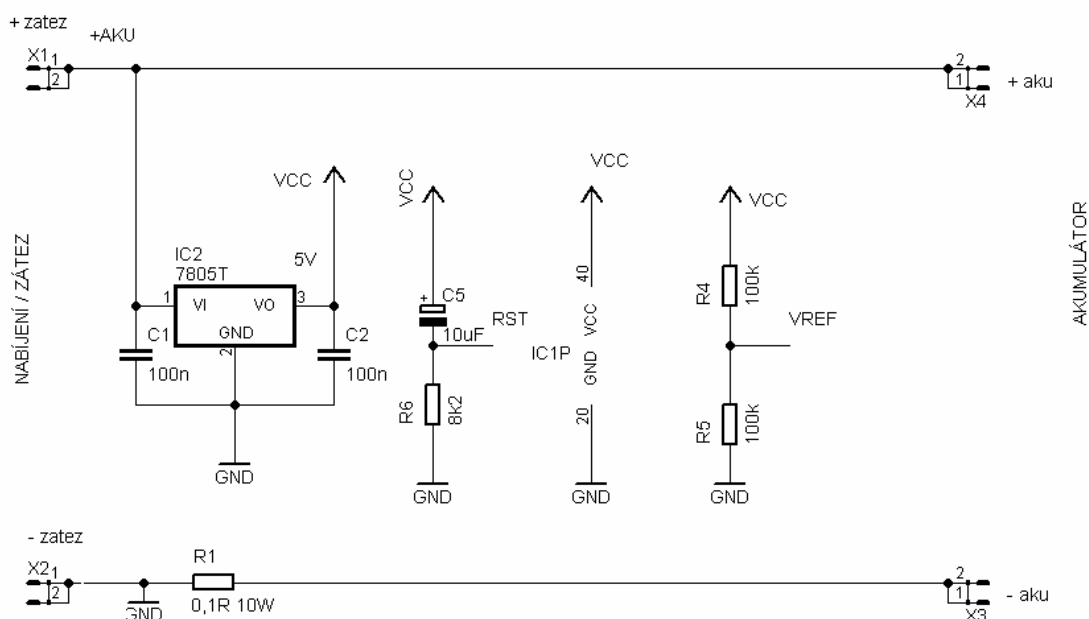 + zatez
+AKU
X1
1
2
2
1
X4
+ aku
VCC
VCC
VCC
VCC
NABÍJENÍ / ZÁTEZ
AKUMULÁTOR
IC2
7805T
5V
1
VI
VO
3
GND
2
C1
100n
C2
100n
GND
+
C5
10uF
RST
R6
8k2
GND
40
VCC
IC1P
GND
20
GND
R4
100k
VREF
R5
100k
GND
- zatez
X2
1
2
GND
R1
0,1R 10W
2
1
X3
- aku